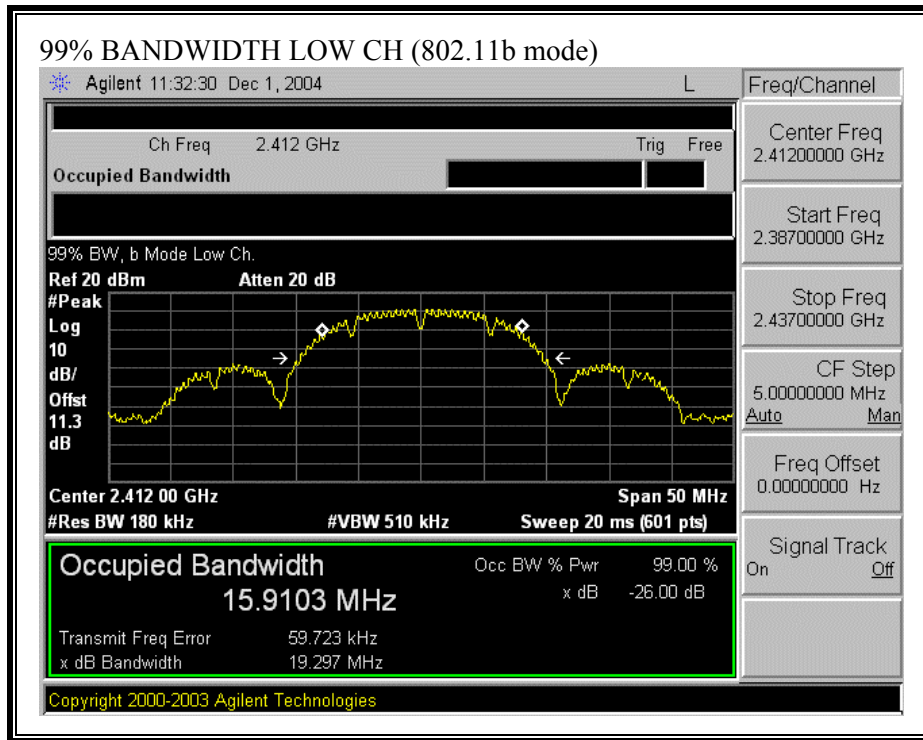 99% BANDWIDTH LOW CH (802.11b mode)
Agilent 11:32:30 Dec 1, 2004 L
Freq/Channel
Ch Freq 2.412 GHz Trig Free
Occupied Bandwidth
Center Freq
2.41200000 GHz
Start Freq
2.38700000 GHz
Stop Freq
2.43700000 GHz
CF Step
5.00000000 MHz
Auto Man
Freq Offset
0.00000000 Hz
Signal Track
On Off
99% BW, b Mode Low Ch.
Ref 20 dBm Atten 20 dB
#Peak
Log
10
dB/
Offst
11.3
dB
Center 2.412 00 GHz Span 50 MHz
#Res BW 180 kHz #VBW 510 kHz Sweep 20 ms (601 pts)
Occupied Bandwidth Occ BW % Pwr 99.00 %
15.9103 MHz x dB -26.00 dB
Transmit Freq Error 59.723 kHz
x dB Bandwidth 19.297 MHz
Copyright 2000-2003 Agilent Technologies